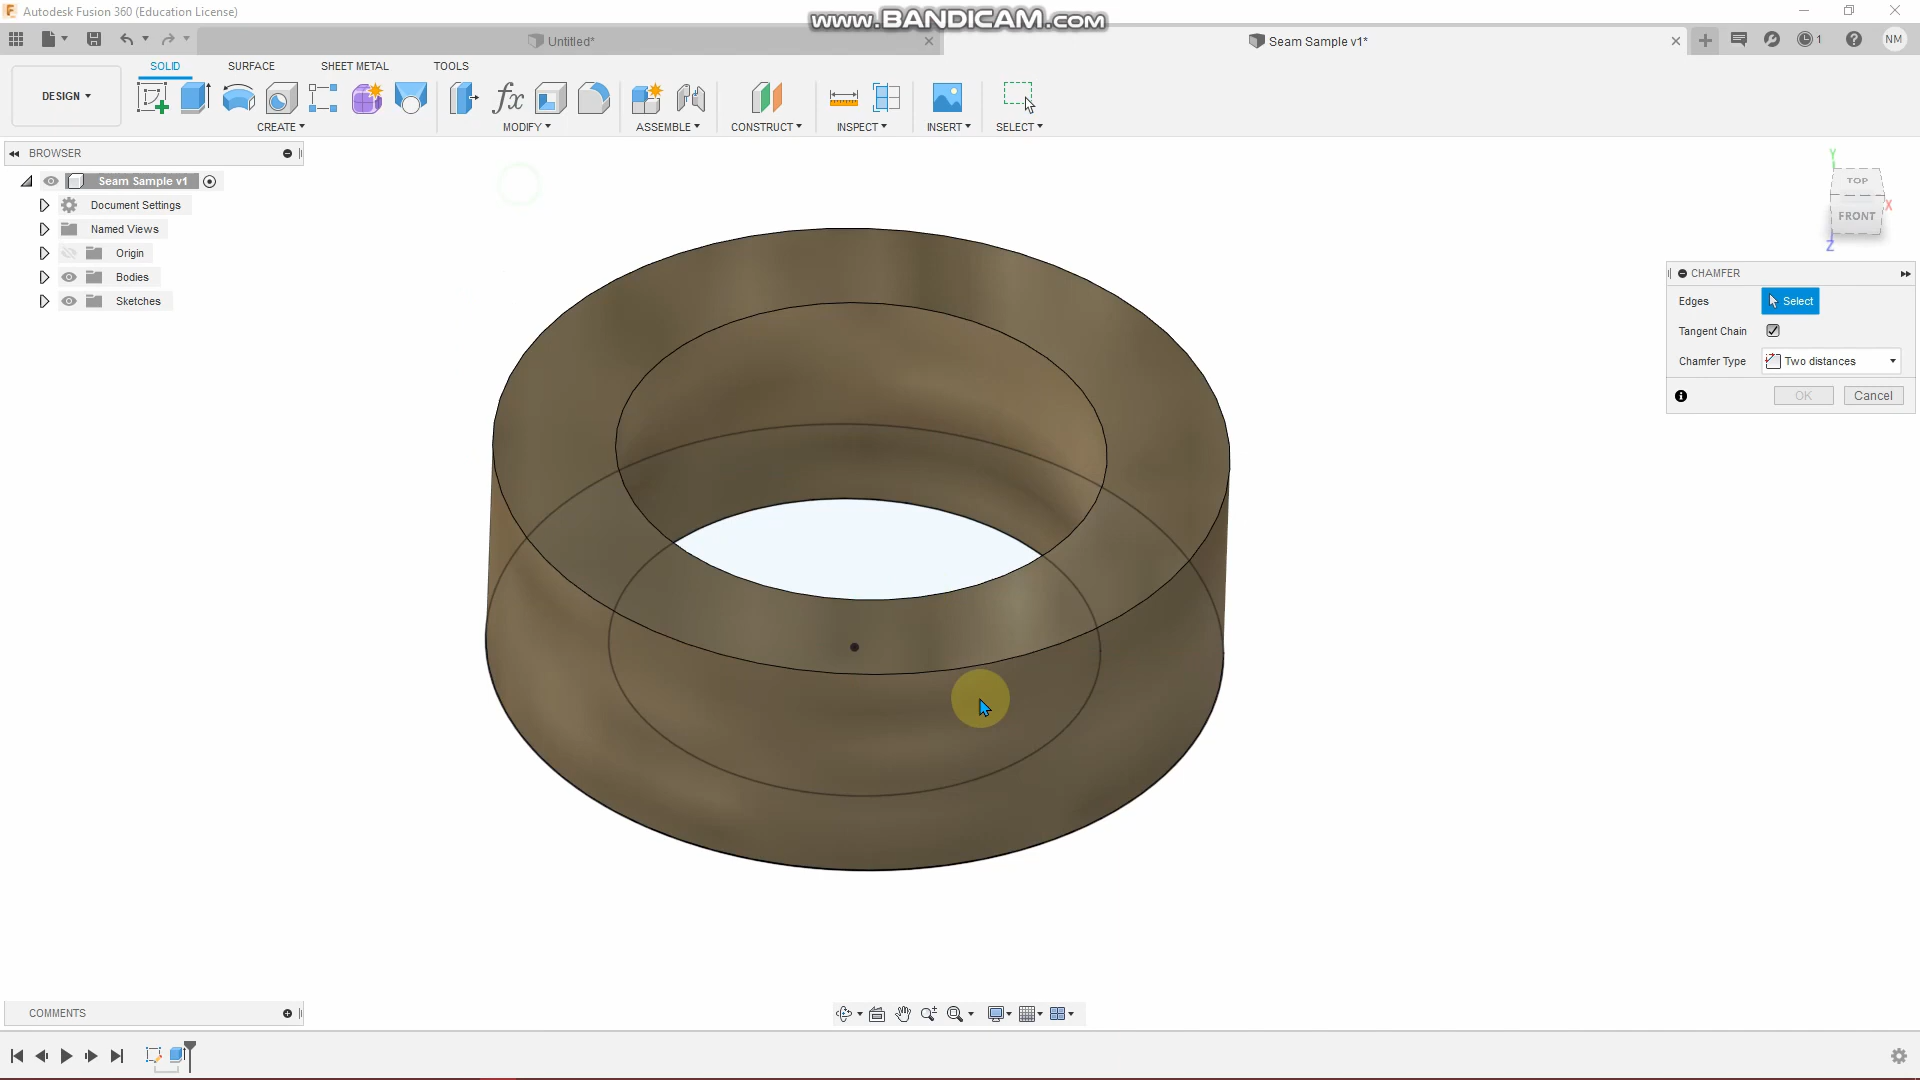 Autodesk Fusion 360 (Education License)
www.BANDICAM.com
Untitled*
Seam Sample v1*
1
NM
DESIGN
SOLID
SURFACE
SHEET METAL
TOOLS
fx
CREATE
MODIFY
ASSEMBLE
CONSTRUCT
INSPECT
INSERT
SELECT
BROWSER
Seam Sample v1
Document Settings
Named Views
Origin
Bodies
Sketches
Y
TOP
X
FRONT
Z
CHAMFER
Edges
Select
Tangent Chain
Chamfer Type
Two distances
OK
Cancel
COMMENTS